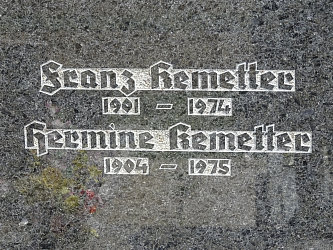 Franz Kemetter
1901 - 1974
Hermine Kemetter
1904 - 1975